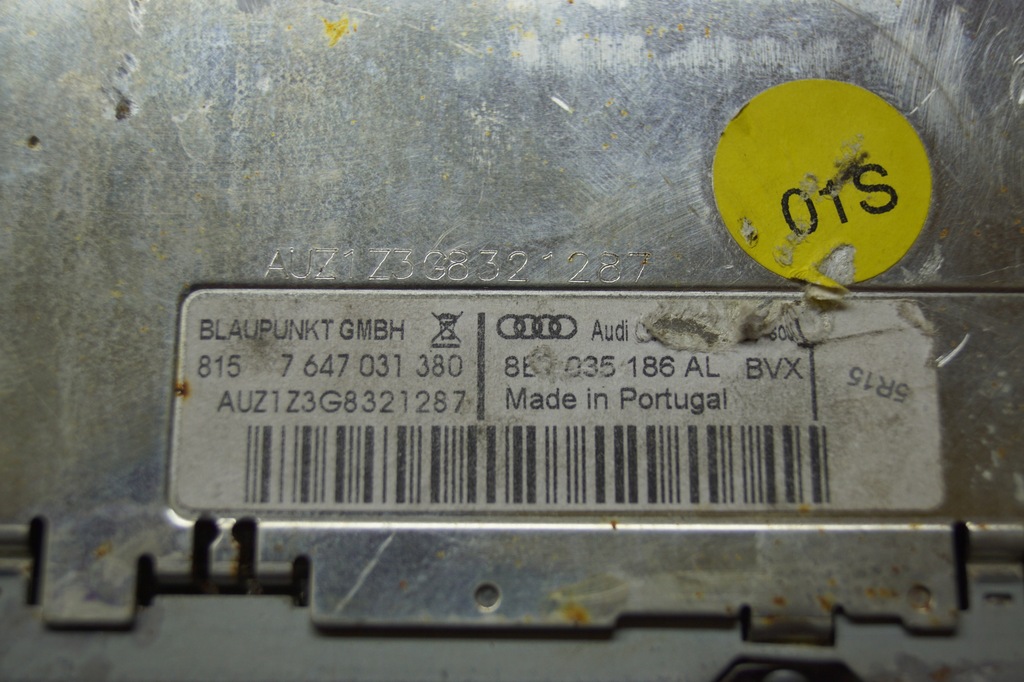 01S
AUZ1Z3G8321287
BLAUPUNKT GMBH
Audi
815 7 647 031 380
035 186 AL BVX
AUZ1Z3G8321287
Made in Portugal
5R15